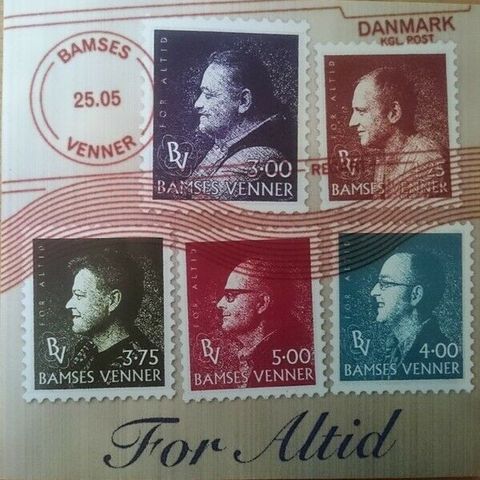 DANMARK
KGL POST.
BAMSES
25.05
VENNER
FOR ALTID
BV
3·00
BAMSES VENNER
FOR ALTID
BV
BAMSES VENNER
FOR ALTID
BV
3·75
BAMSES VENNER
FOR ALTID
BV
5·00
BAMSES VENNER
FOR ALTID
BV
4·00
BAMSES VENNER
For Altid